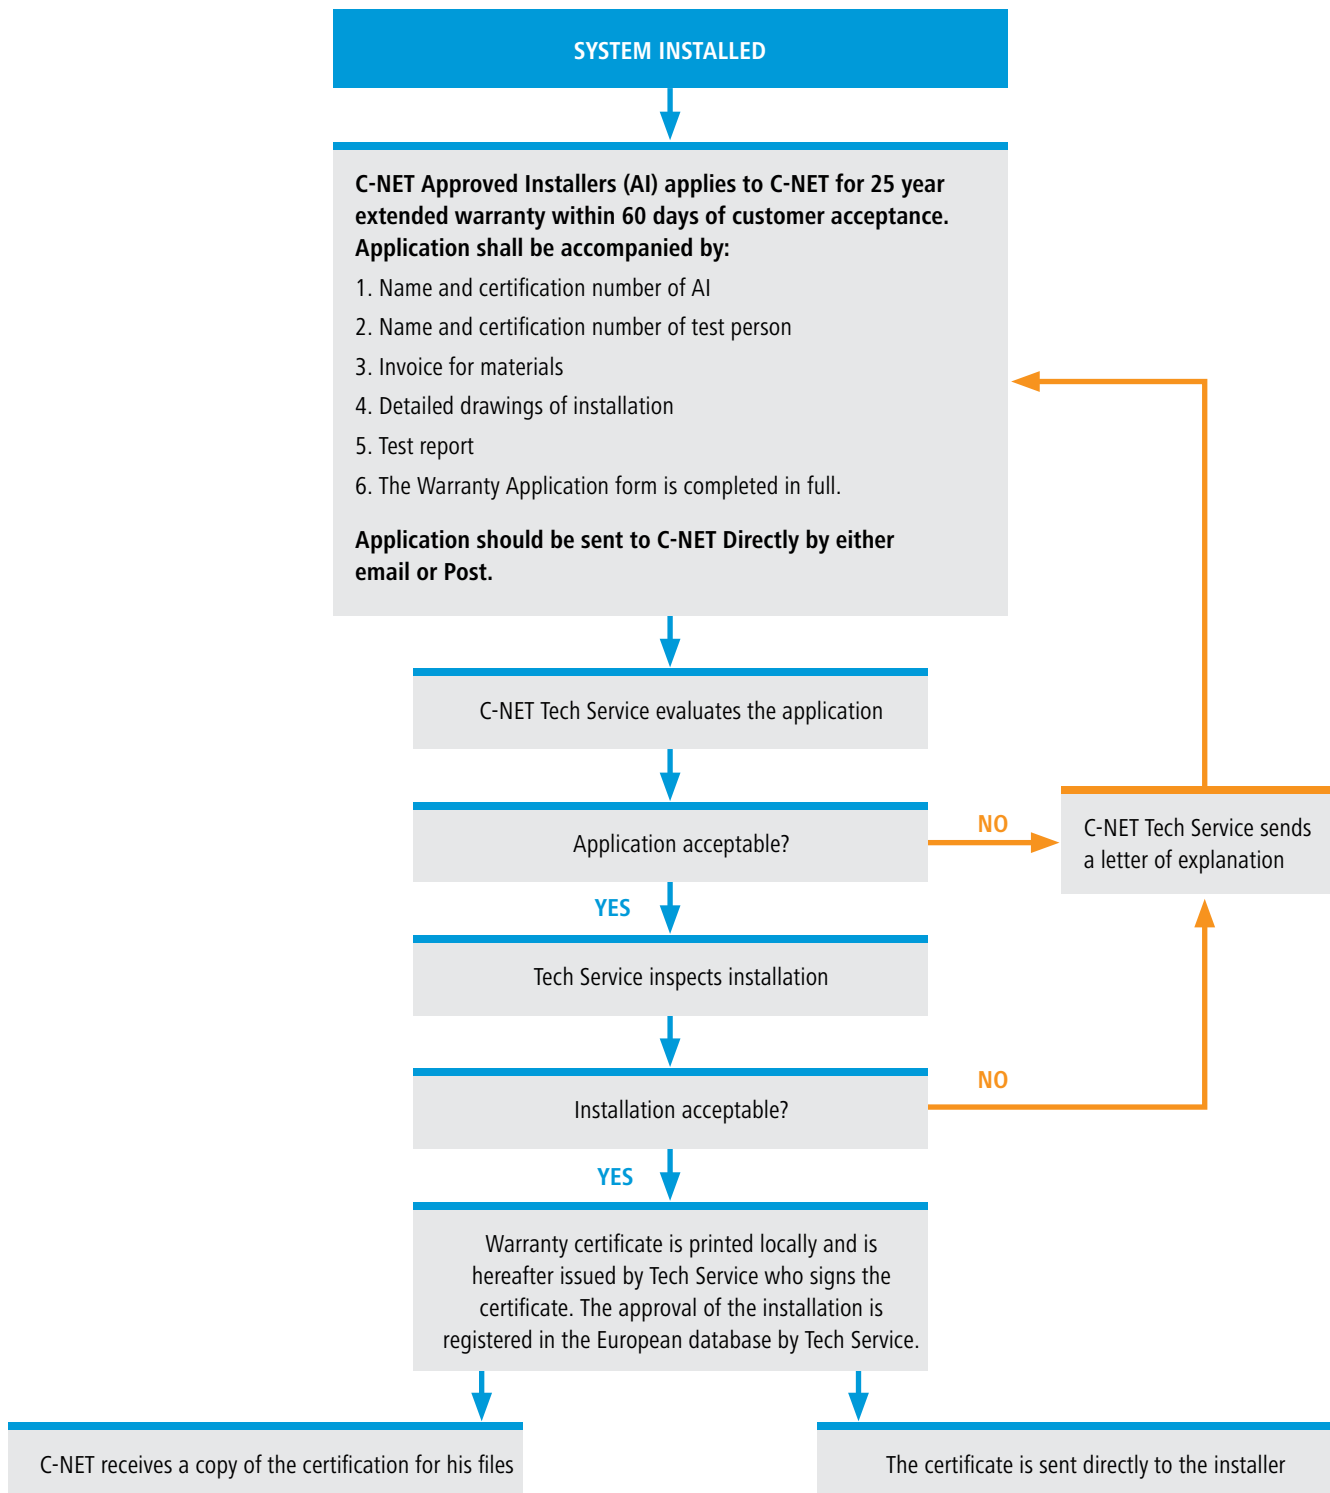 SYSTEM INSTALLED
C-NET Approved Installers (AI) applies to C-NET for 25 year
extended warranty within 60 days of customer acceptance.
Application shall be accompanied by:
1. Name and certification number of AI
2. Name and certification number of test person
3. Invoice for materials
4. Detailed drawings of installation
5. Test report
6. The Warranty Application form is completed in full.
Application should be sent to C-NET Directly by either
email or Post.
C-NET Tech Service evaluates the application
Application acceptable?
NO
C-NET Tech Service sends
a letter of explanation
YES
Tech Service inspects installation
Installation acceptable?
NO
YES
Warranty certificate is printed locally and is
hereafter issued by Tech Service who signs the
certificate. The approval of the installation is
registered in the European database by Tech Service.
C-NET receives a copy of the certification for his files
The certificate is sent directly to the installer